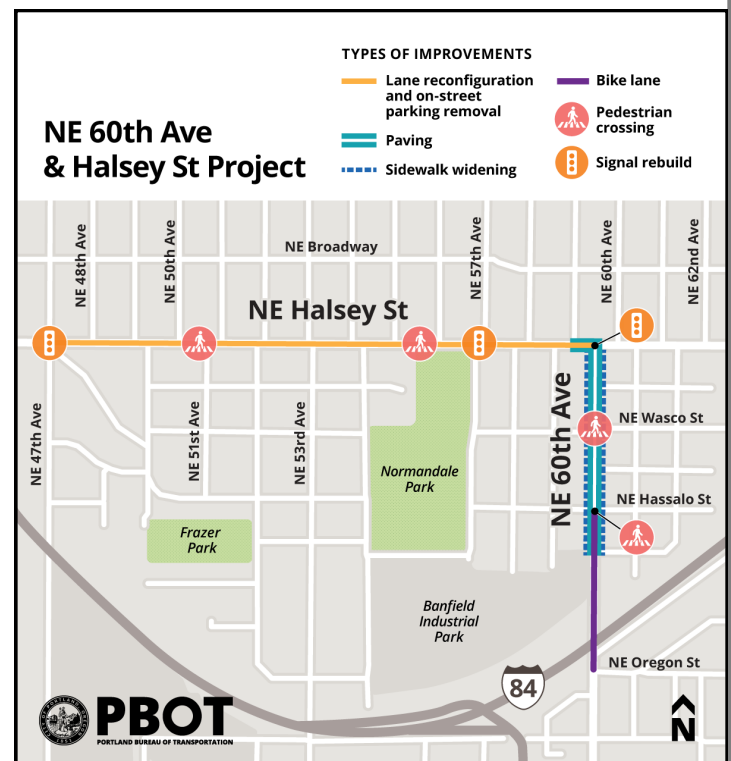 TYPES OF IMPROVEMENTS
Lane reconfiguration
and on-street
parking removal
Paving
Sidewalk widening
Bike lane
Pedestrian
crossing
Signal rebuild
NE 60th Ave
& Halsey St Project
NE 48th Ave
NE 50th Ave
NE Broadway
NE 57th Ave
NE 60th Ave
NE 62nd Ave
NE Halsey St
NE 47th Ave
NE 51st Ave
NE 53rd Ave
NE 60th Ave
NE Wasco St
Normandale
Park
NE Hassalo St
Frazer
Park
Banfield
Industrial
Park
NE Oregon St
84
PBOT
PORTLAND BUREAU OF TRANSPORTATION
N